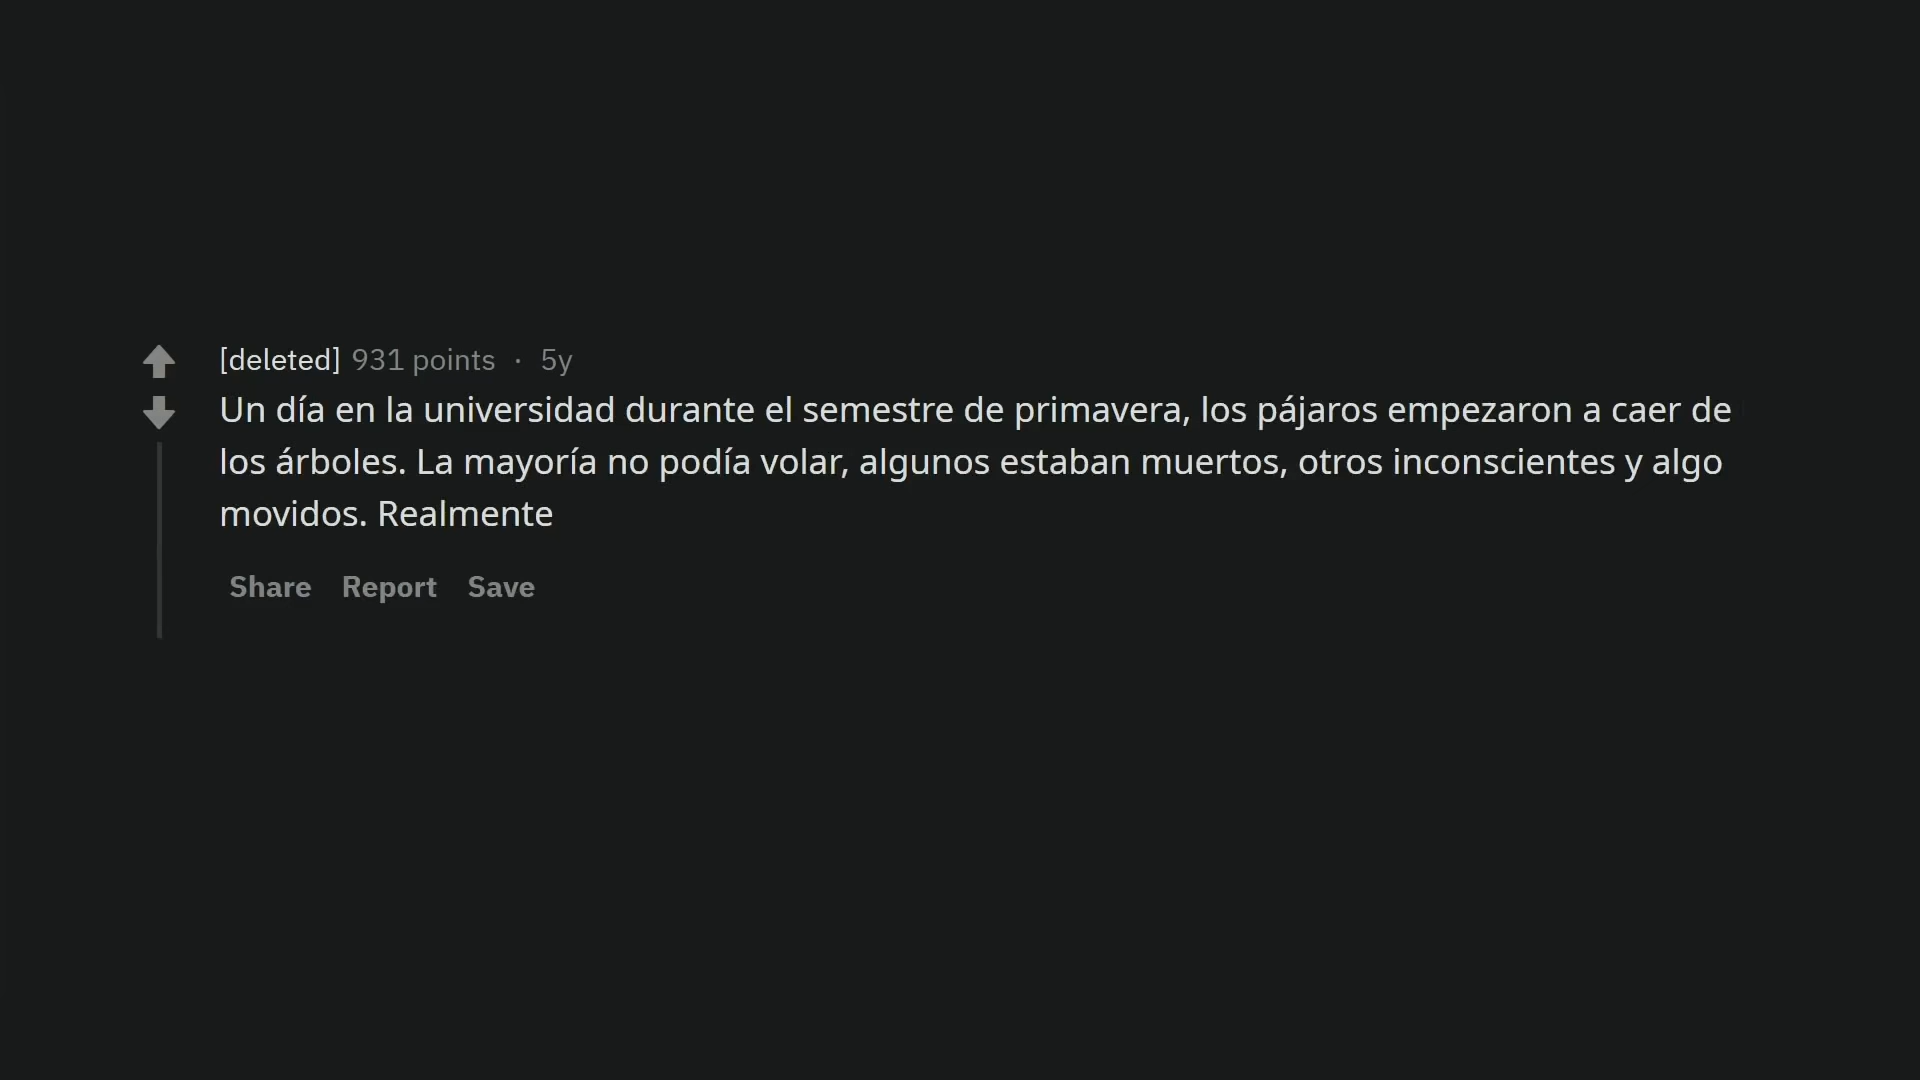 [deleted] 931 points · 5y
Un día en la universidad durante el semestre de primavera, los pájaros empezaron a caer de
los árboles. La mayoría no podía volar, algunos estaban muertos, otros inconscientes y algo
movidos. Realmente
Share Report Save